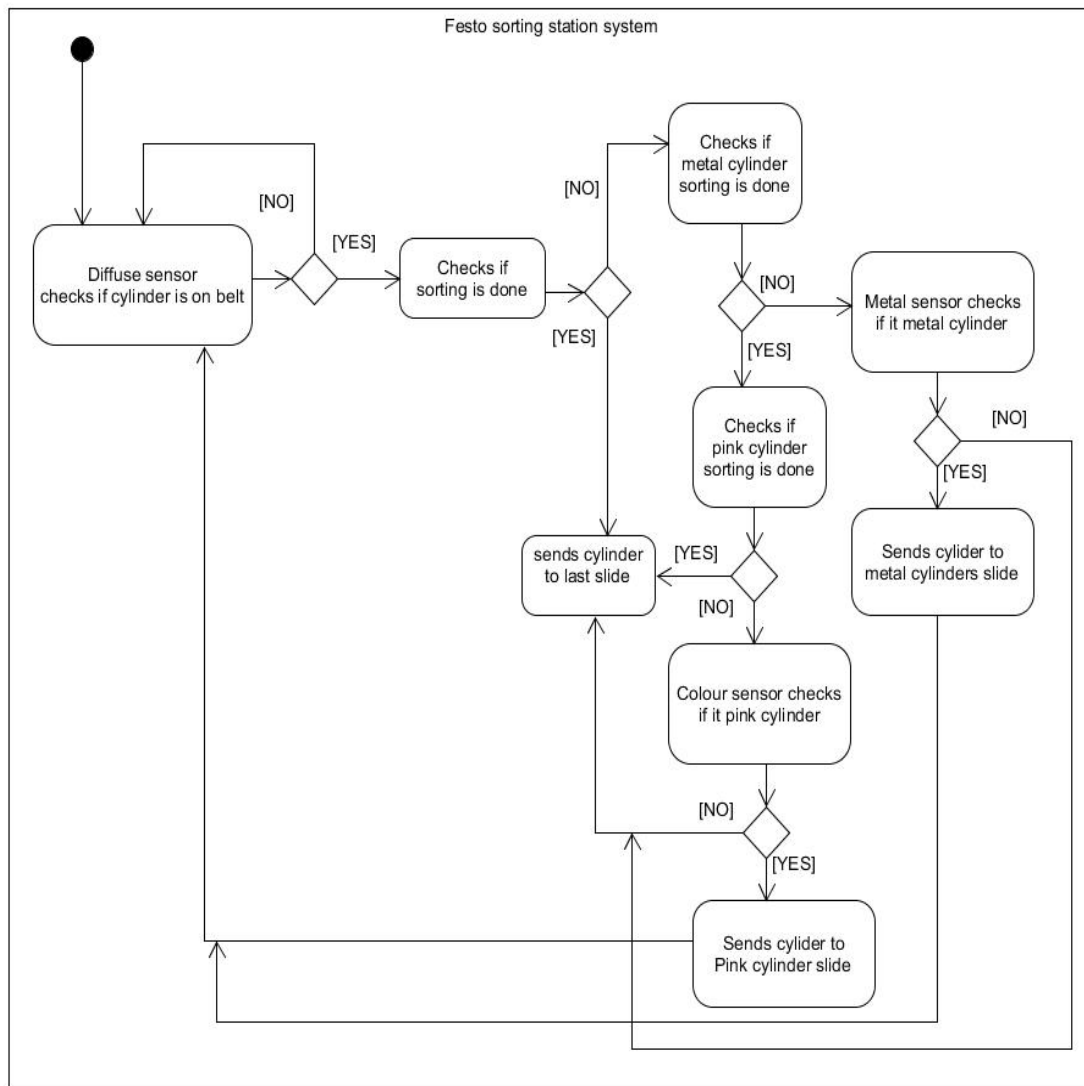 Festo sorting station system
Checks if
metal cylinder
sorting is done
[NO]
[NO]
[YES]
Diffuse sensor
checks if cylinder is on belt
Checks if
sorting is done
[YES]
[NO]
Metal sensor checks
if it metal cylinder
[YES]
Checks if
pink cylinder
sorting is done
[NO]
[YES]
sends cylinder
to last slide
[YES]
[NO]
Sends cylider to
metal cylinders slide
Colour sensor checks
if it pink cylinder
[NO]
[YES]
Sends cylider to
Pink cylinder slide